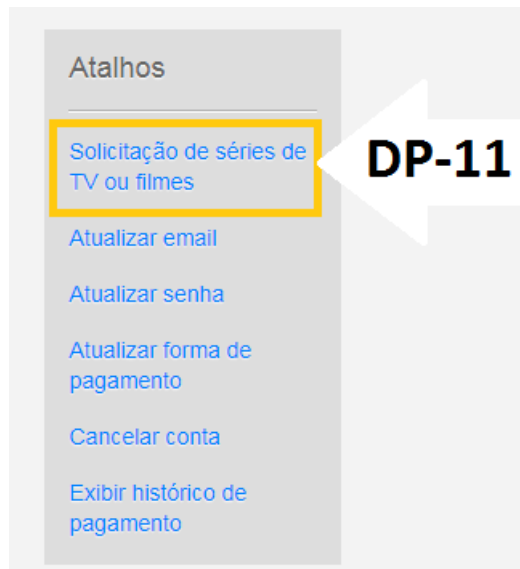 Atalhos
Solicitação de séries de
TV ou filmes
DP-11
Atualizar email
Atualizar senha
Atualizar forma de
pagamento
Cancelar conta
Exibir histórico de
pagamento